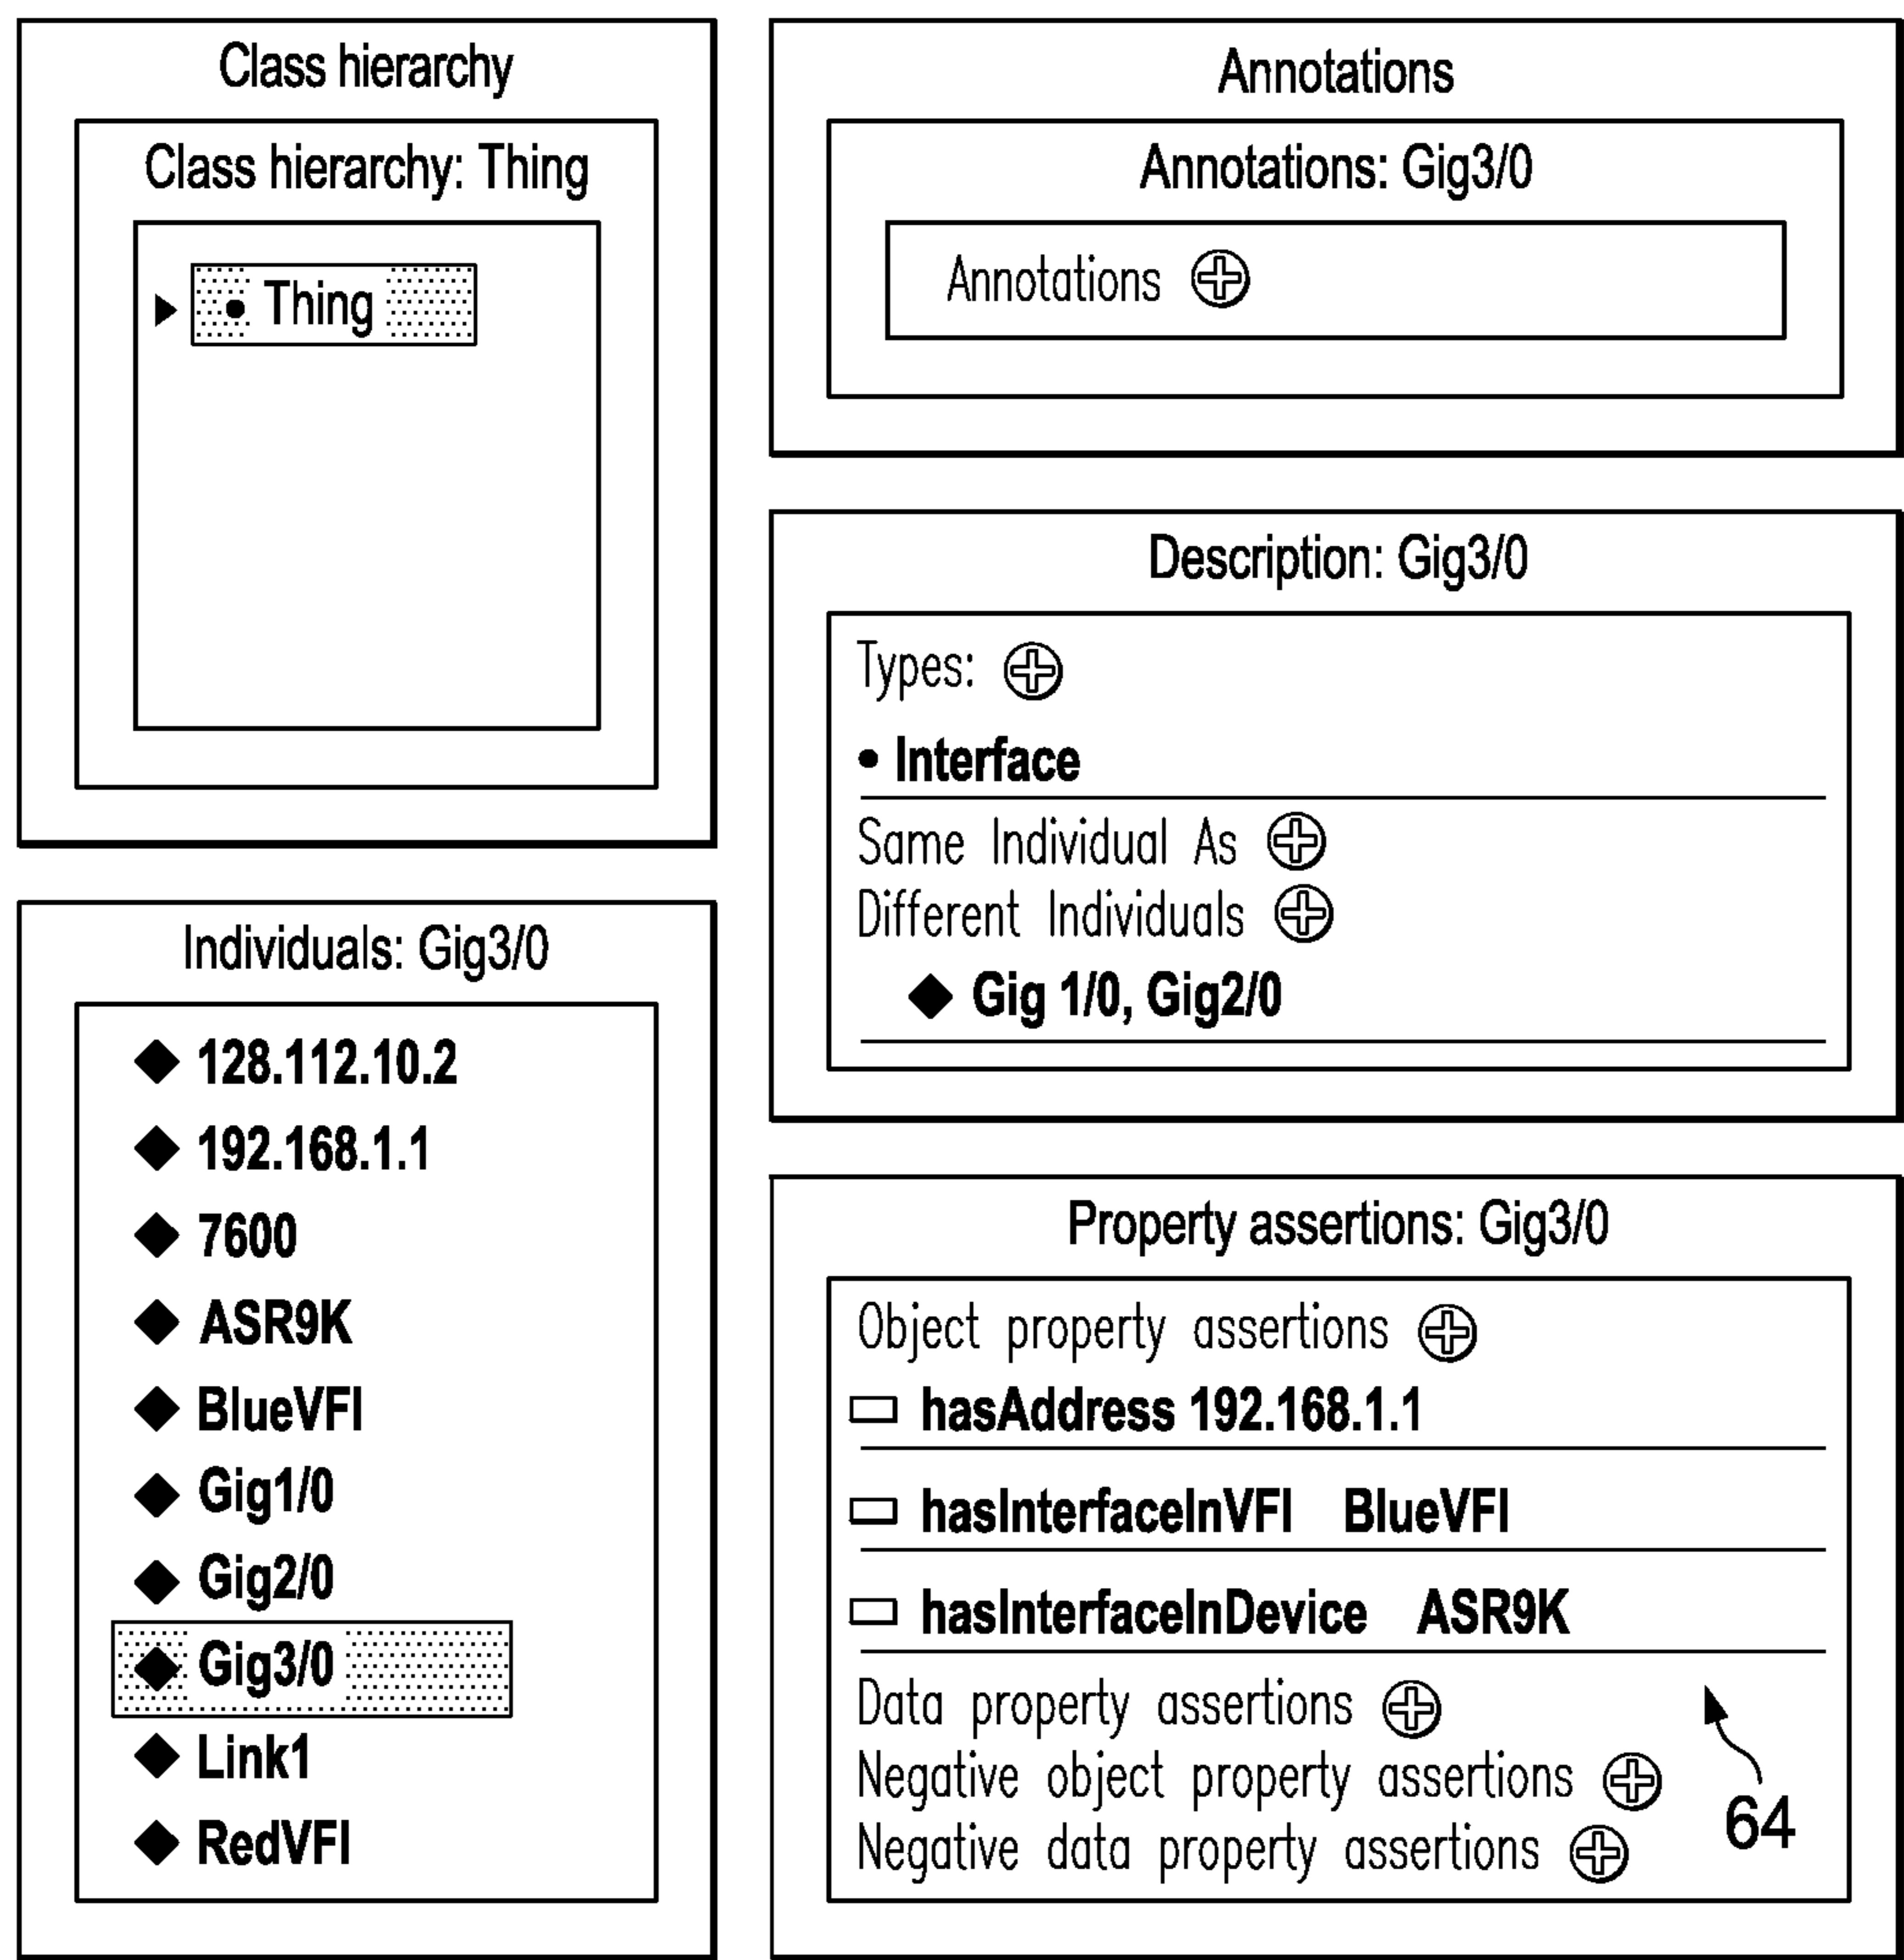 Class hierarchy
Class hierarchy: Thing
Thing
Individuals: Gig3/0
128.112.10.2
192.168.1.1
7600
ASR9K
BlueVFI
Gig1/0
Gig2/0
Gig3/0
Link1
RedVFI
Annotations
Annotations: Gig3/0
Annotations
Description: Gig3/0
Types:
• Interface
Same Individual As
Different Individuals
Gig 1/0, Gig2/0
Property assertions: Gig3/0
Object property assertions
hasAddress 192.168.1.1
hasInterfaceInVFI BlueVFI
hasInterfaceInDevice ASR9K
Data property assertions
Negative object property assertions
Negative data property assertions
64